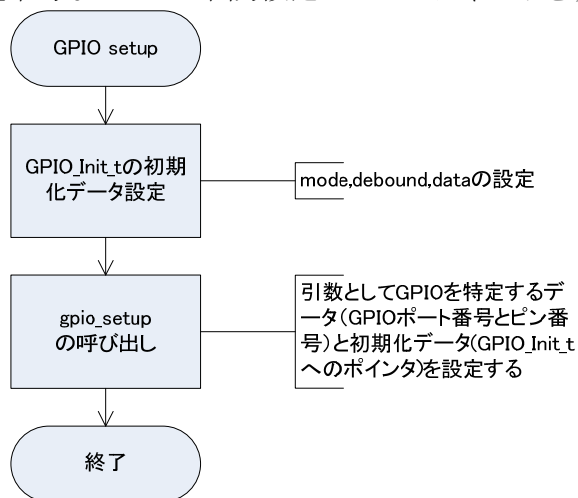 GPIO setup
GPIO_Init_tの初期
化データ設定
mode,debound,dataの設定
gpio_setup
の呼び出し
引数としてGPIOを特定するデ
ータ(GPIOポート番号とピン番
号)と初期化データ(GPIO_Init_t
へのポインタ)を設定する
終了